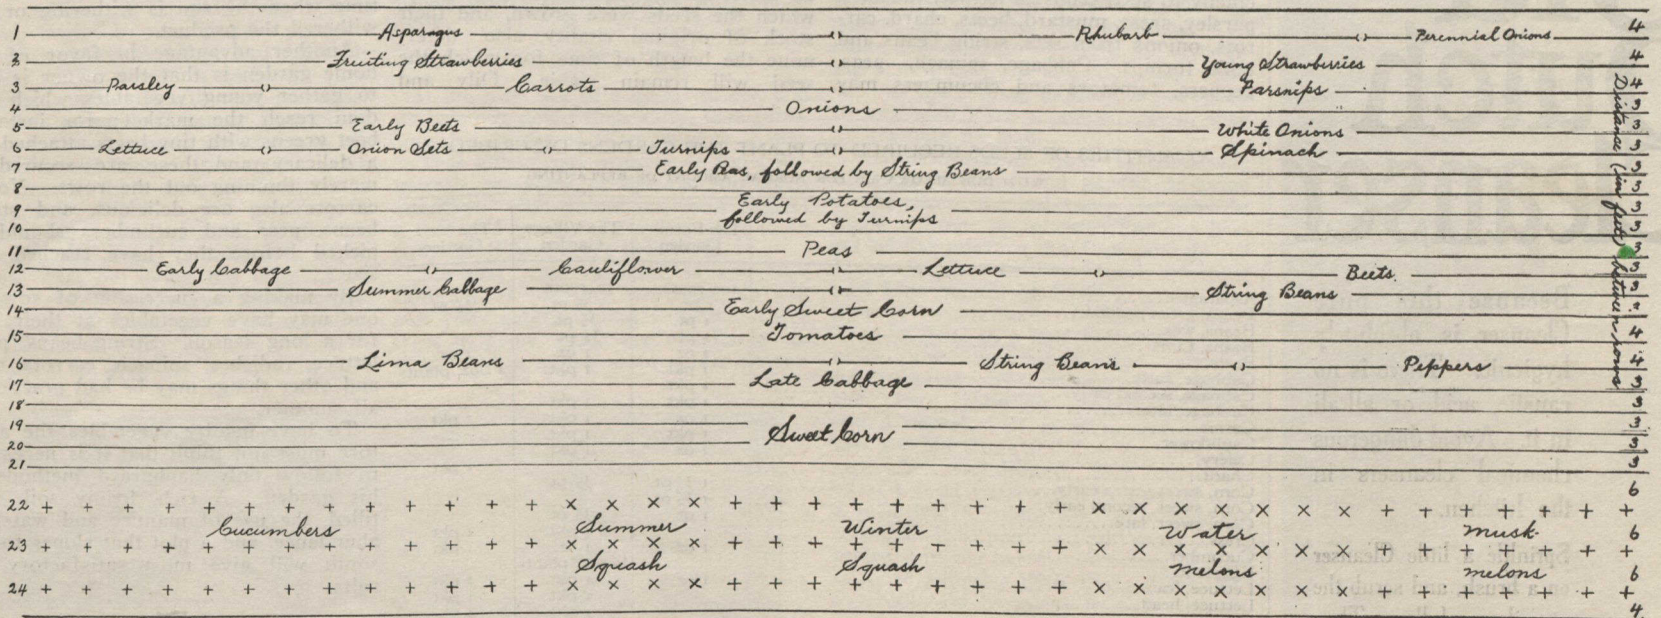 4
1 Asparagus Rhubarb Perennial Onions
4
2 Fruiting Strawberries Young Strawberries
4
3 Parsley Carrots Parsnips
3
4 Onions
3
5 Early Beets White Onions
3
6 Lettuce Onion Sets Turnips Spinach
3
7 Early Peas, followed by String Beans
3
8
3
9 Early Potatoes,
followed by Turnips
3
10
3
11 Peas
3
12 Early Cabbage Cauliflower Lettuce Beets.
3
13 Summer Cabbage String Beans
14 Early Sweet Corn
4
15 Tomatoes
4
16 Lima Beans String Beans Peppers
3
17 Late Cabbage
3
18
3
19 Sweet Corn
3
20
3
21
6
22
Cucumbers Summer Winter Water Musk- 6
23
Squash Squash melons melons 6
24
4
Distance (in feet) between rows